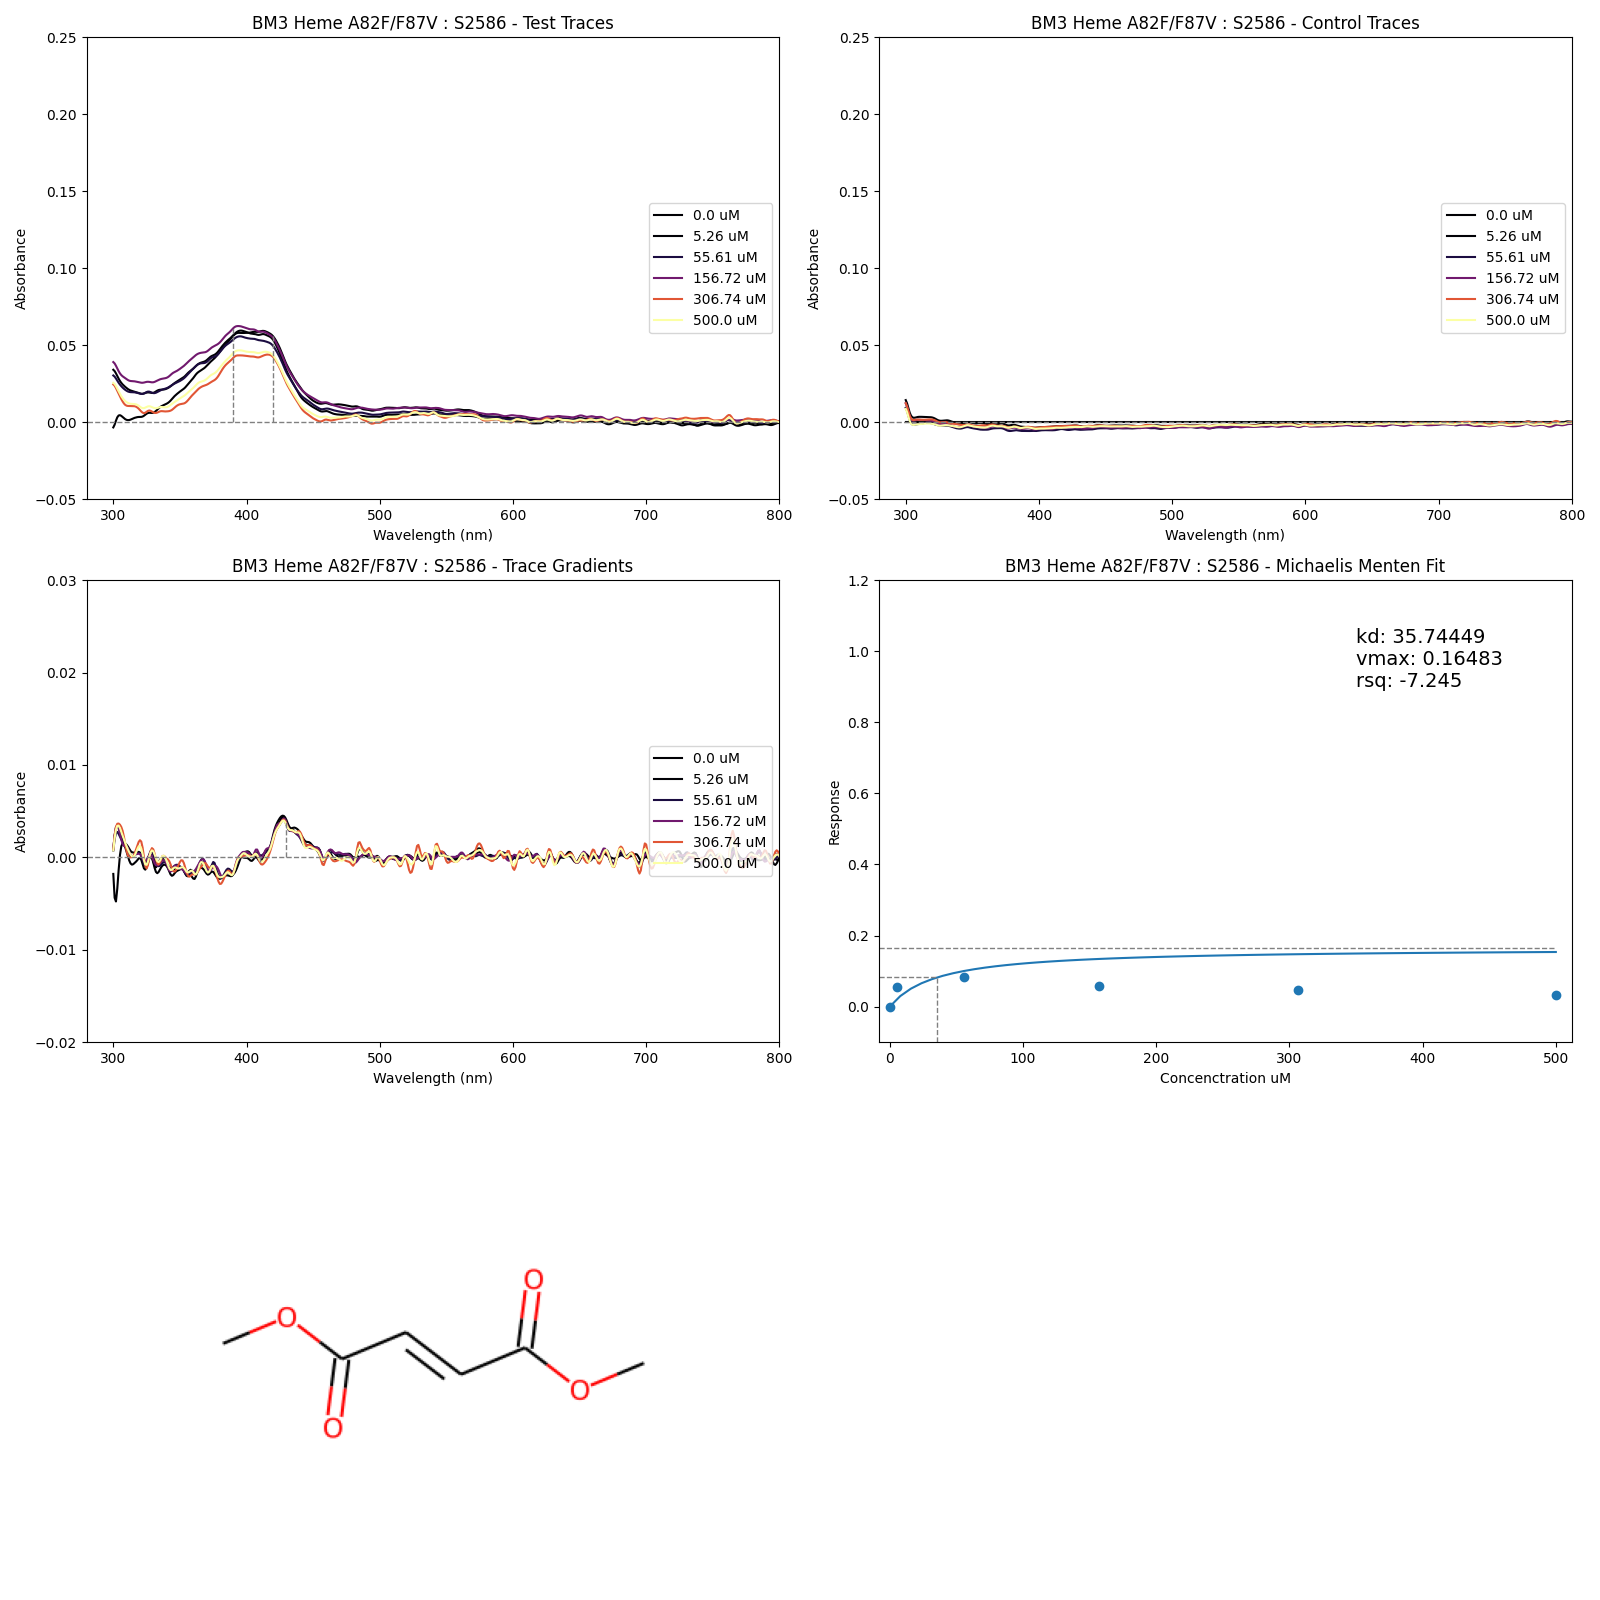 BM3 Heme A82F/F87V : S2586 - Test Traces
0.25
0.20
0.15
0.10
0.05
0.00
−0.05
Absorbance
300 400 500 600 700 800
Wavelength (nm)
0.0 uM
5.26 uM
55.61 uM
156.72 uM
306.74 uM
500.0 uM
BM3 Heme A82F/F87V : S2586 - Control Traces
0.25
0.20
0.15
0.10
0.05
0.00
−0.05
Absorbance
300 400 500 600 700 800
Wavelength (nm)
0.0 uM
5.26 uM
55.61 uM
156.72 uM
306.74 uM
500.0 uM
BM3 Heme A82F/F87V : S2586 - Trace Gradients
0.03
0.02
0.01
0.00
−0.01
−0.02
Absorbance
300 400 500 600 700 800
Wavelength (nm)
0.0 uM
5.26 uM
55.61 uM
156.72 uM
306.74 uM
500.0 uM
BM3 Heme A82F/F87V : S2586 - Michaelis Menten Fit
1.2
1.0
0.8
0.6
0.4
0.2
0.0
Response
0 100 200 300 400 500
Concenctration uM
kd: 35.74449
vmax: 0.16483
rsq: -7.245
O
O
O
O